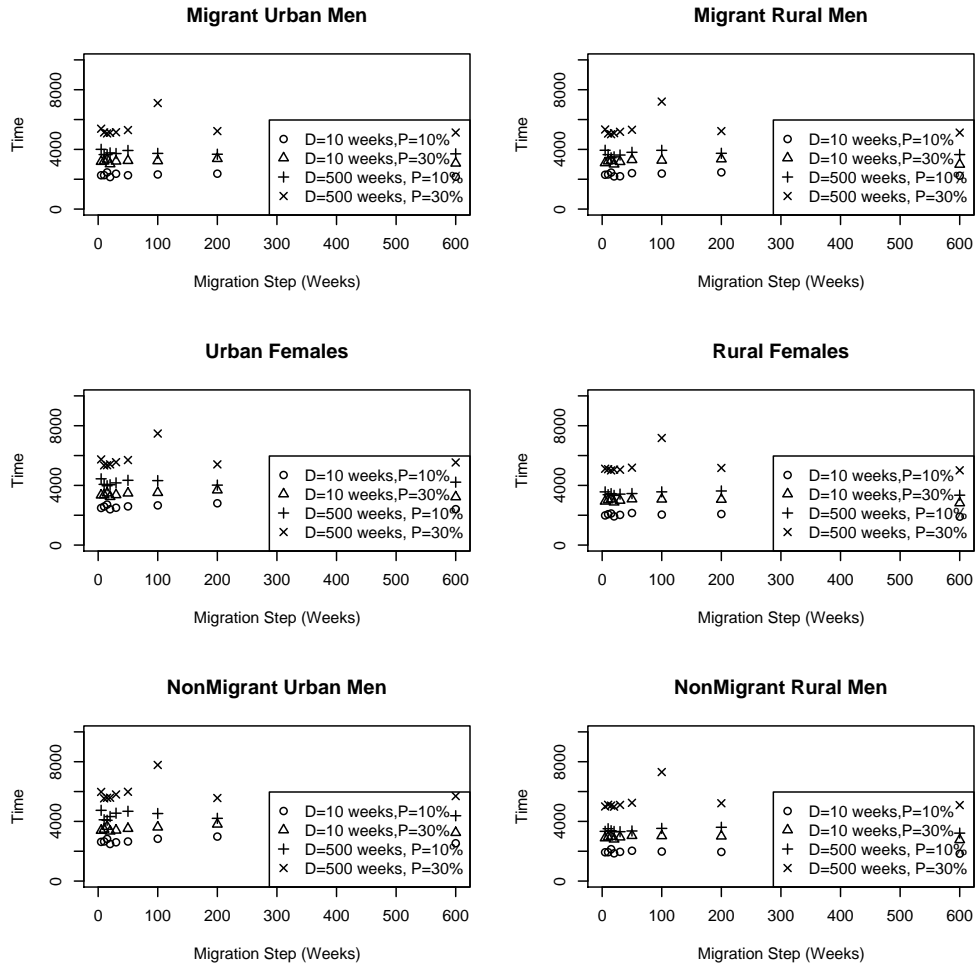 Migrant Urban Men
Time
0 4000 8000
D=10 weeks,P=10%
D=10 weeks,P=30%
D=500 weeks, P=10%
D=500 weeks, P=30%
0 100 200 300 400 500 600
Migration Step (Weeks)
Migrant Rural Men
Time
0 4000 8000
D=10 weeks,P=10%
D=10 weeks,P=30%
D=500 weeks, P=10%
D=500 weeks, P=30%
0 100 200 300 400 500 600
Migration Step (Weeks)
Urban Females
Time
0 4000 8000
D=10 weeks,P=10%
D=10 weeks,P=30%
D=500 weeks, P=10%
D=500 weeks, P=30%
0 100 200 300 400 500 600
Migration Step (Weeks)
Rural Females
Time
0 4000 8000
D=10 weeks,P=10%
D=10 weeks,P=30%
D=500 weeks, P=10%
D=500 weeks, P=30%
0 100 200 300 400 500 600
Migration Step (Weeks)
NonMigrant Urban Men
Time
0 4000 8000
D=10 weeks,P=10%
D=10 weeks,P=30%
D=500 weeks, P=10%
D=500 weeks, P=30%
0 100 200 300 400 500 600
Migration Step (Weeks)
NonMigrant Rural Men
Time
0 4000 8000
D=10 weeks,P=10%
D=10 weeks,P=30%
D=500 weeks, P=10%
D=500 weeks, P=30%
0 100 200 300 400 500 600
Migration Step (Weeks)